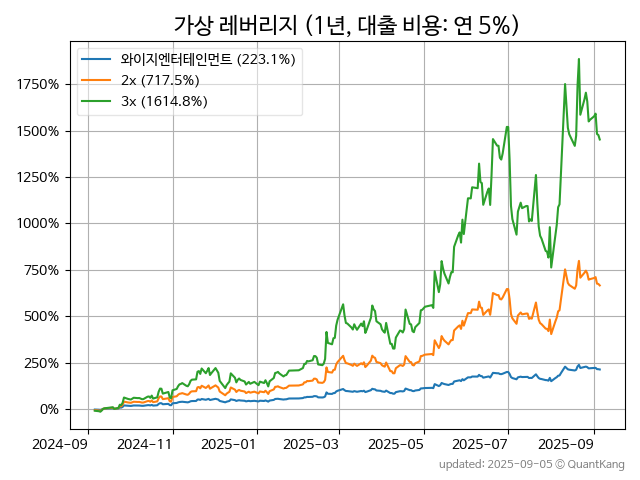 가상 레버리지 (1년, 대출 비용: 연 5%)
와이지엔터테인먼트 (223.1%)
2x (717.5%)
3x (1614.8%)
1750%
1500%
1250%
1000%
750%
500%
250%
0%
2024-09 2024-11 2025-01 2025-03 2025-05 2025-07 2025-09
updated: 2025-09-05 © QuantKang